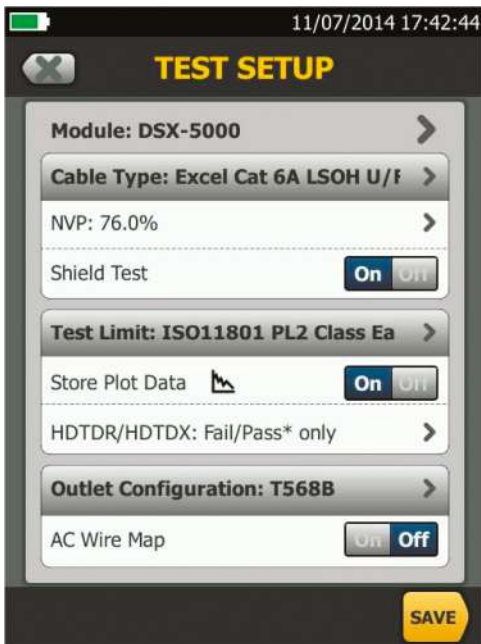 11/07/2014 17:42:44
TEST SETUP
Module: DSX-5000
Cable Type: Excel Cat 6A LSOH U/F
NVP: 76.0%
Shield Test On Off
Test Limit: ISO11801 PL2 Class Ea
Store Plot Data On Off
HDTDR/HDTDX: Fail/Pass* only
Outlet Configuration: T568B
AC Wire Map On Off
SAVE